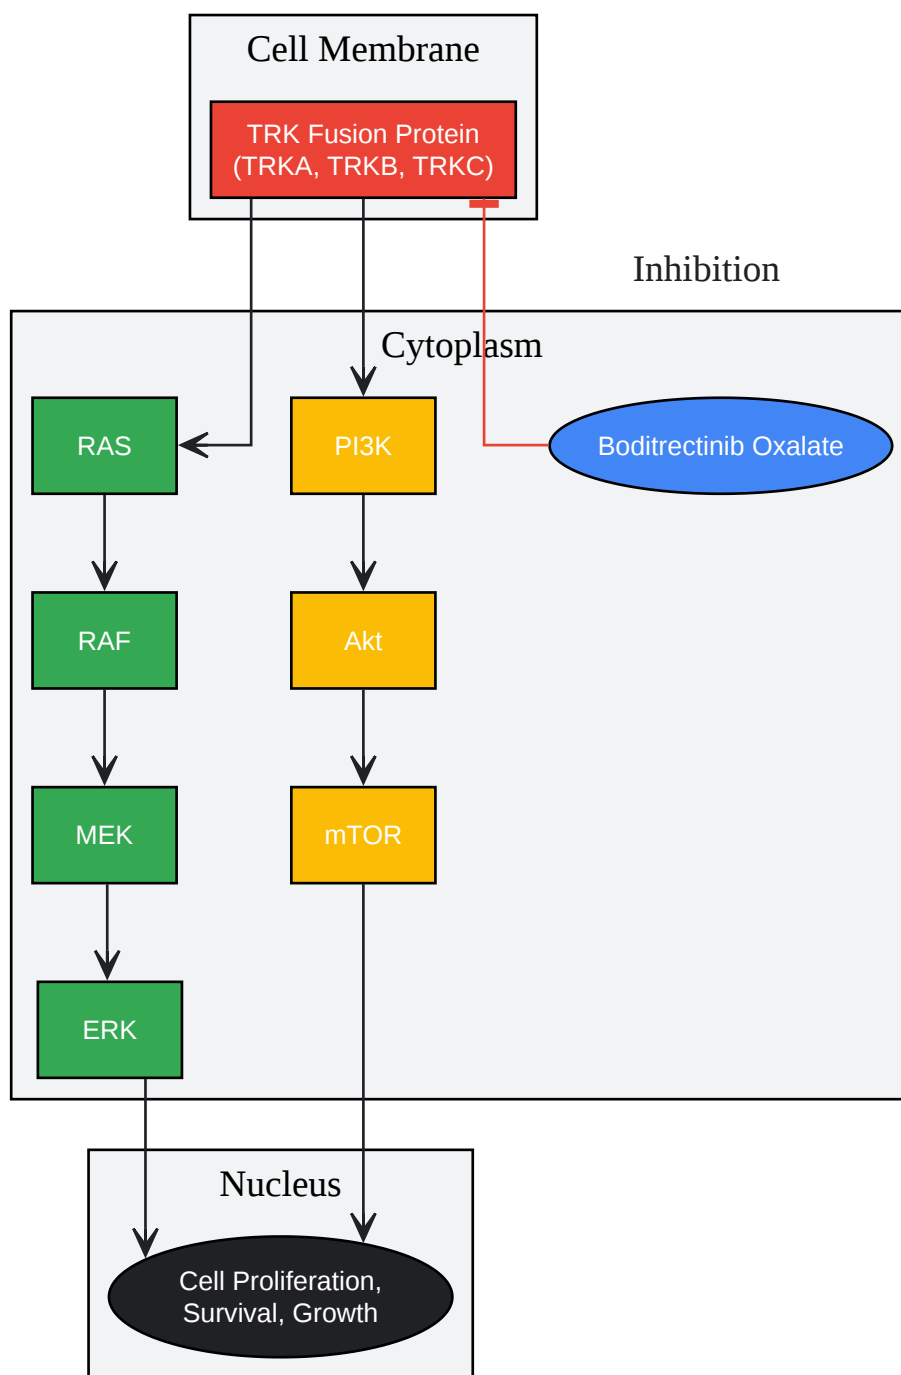 Cell Membrane
TRK Fusion Protein
(TRKA, TRKB, TRKC)
Inhibition
Cytoplasm
RAS
PI3K
Boditrectinib Oxalate
RAF
Akt
MEK
mTOR
ERK
Nucleus
Cell Proliferation,
Survival, Growth